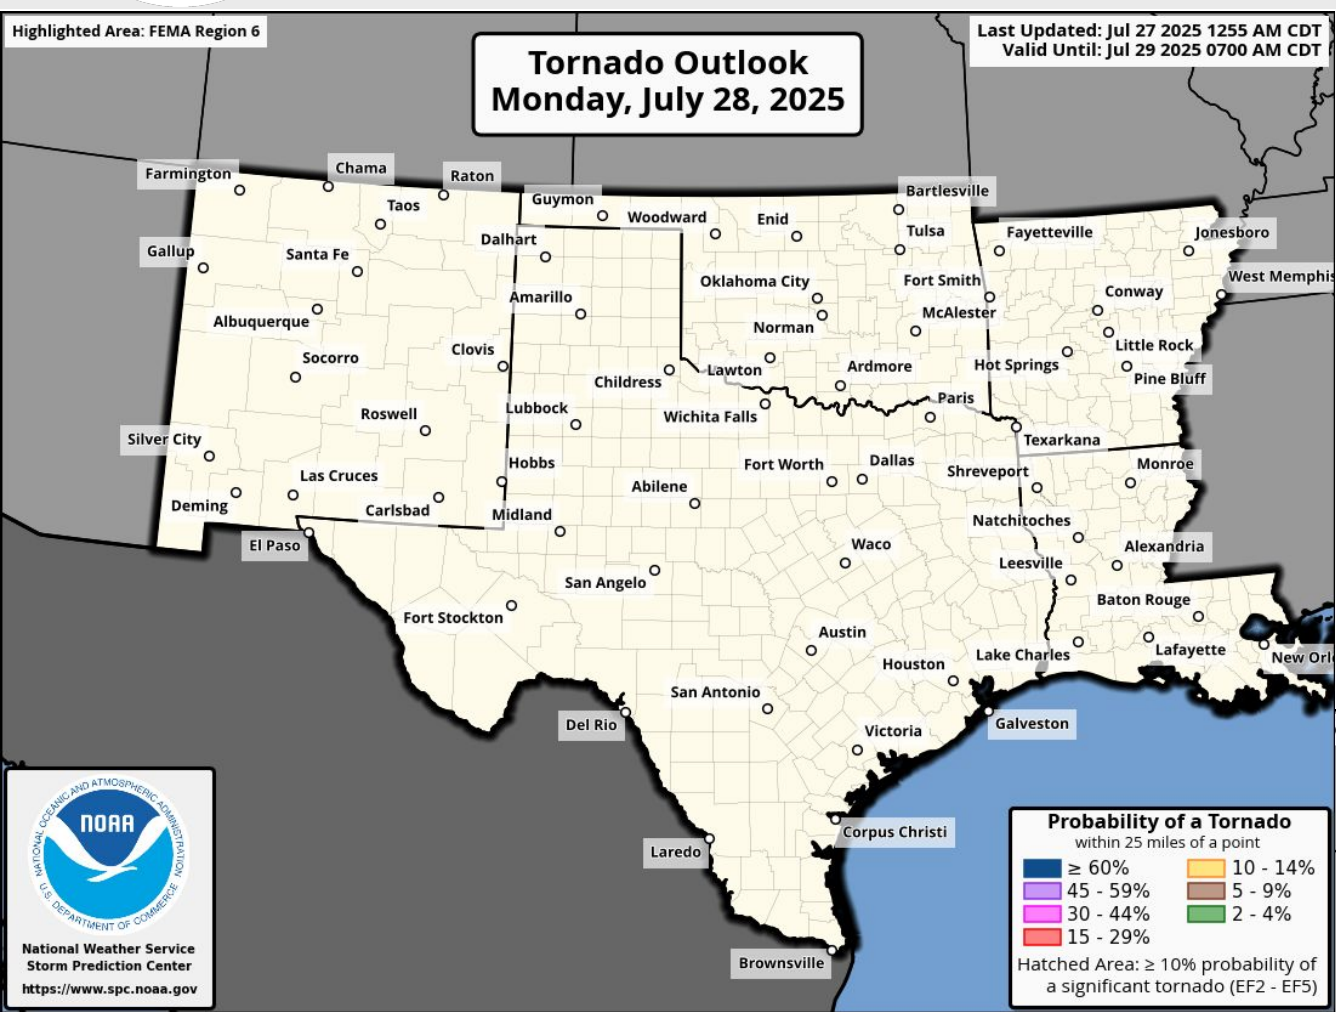 Highlighted Area: FEMA Region 6
Last Updated: Jul 27 2025 1255 AM CDT
Valid Until: Jul 29 2025 0700 AM CDT
Tornado Outlook
Monday, July 28, 2025
Farmington
Chama
Raton
Taos
Guymon
Woodward
Enid
Bartlesville
Tulsa
Fayetteville
Jonesboro
Gallup
Santa Fe
Dalhart
Oklahoma City
Fort Smith
West Memphis
Albuquerque
Amarillo
Norman
McAlester
Conway
Little Rock
Socorro
Clovis
Childress
Lawton
Ardmore
Hot Springs
Pine Bluff
Roswell
Lubbock
Wichita Falls
Paris
Silver City
Texarkana
Las Cruces
Hobbs
Fort Worth
Dallas
Shreveport
Monroe
Deming
Carlsbad
Abilene
Midland
Natchitoches
El Paso
Waco
Leesville
Alexandria
San Angelo
Fort Stockton
Baton Rouge
Austin
Houston
Lake Charles
Lafayette
New Orl
San Antonio
Del Rio
Galveston
Victoria
Corpus Christi
Laredo
Brownsville
NATIONAL OCEANIC AND ATMOSPHERIC ADMINISTRATION
NOAA
U.S. DEPARTMENT OF COMMERCE
National Weather Service
Storm Prediction Center
https://www.spc.noaa.gov
Probability of a Tornado
within 25 miles of a point
≥ 60%
45 - 59%
30 - 44%
15 - 29%
10 - 14%
5 - 9%
2 - 4%
Hatched Area: ≥ 10% probability of
a significant tornado (EF2 - EF5)